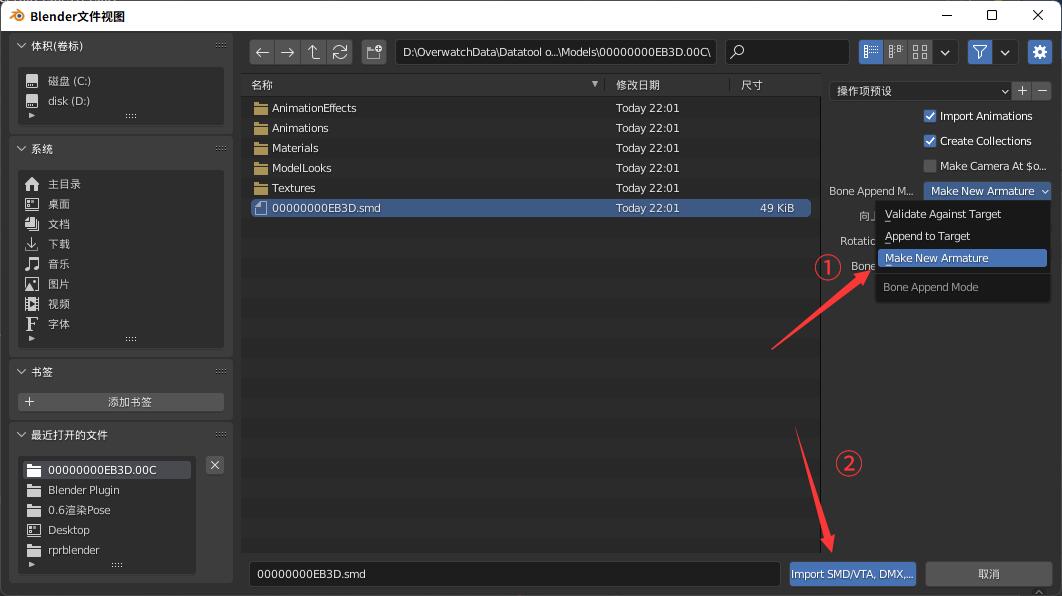 Blender文件视图
体积(卷标)
磁盘 (C:)
disk (D:)
系统
主目录
桌面
文档
下载
音乐
图片
视频
字体
书签
添加书签
最近打开的文件
00000000EB3D.00C
Blender Plugin
0.6渲染Pose
Desktop
rprblender
D:\OverwatchData\Datatool o...\Models\00000000EB3D.00C\
名称 修改日期 尺寸
AnimationEffects Today 22:01
Animations Today 22:01
Materials Today 22:01
ModelLooks Today 22:01
Textures Today 22:01
00000000EB3D.smd Today 22:01 49 KiB
操作项预设
Import Animations
Create Collections
Make Camera At $o...
Bone Append M... Make New Armature
向上
Rotatic
Bone
Validate Against Target
Append to Target
Make New Armature
Bone Append Mode
①
②
00000000EB3D.smd
Import SMD/VTA, DMX,...
取消